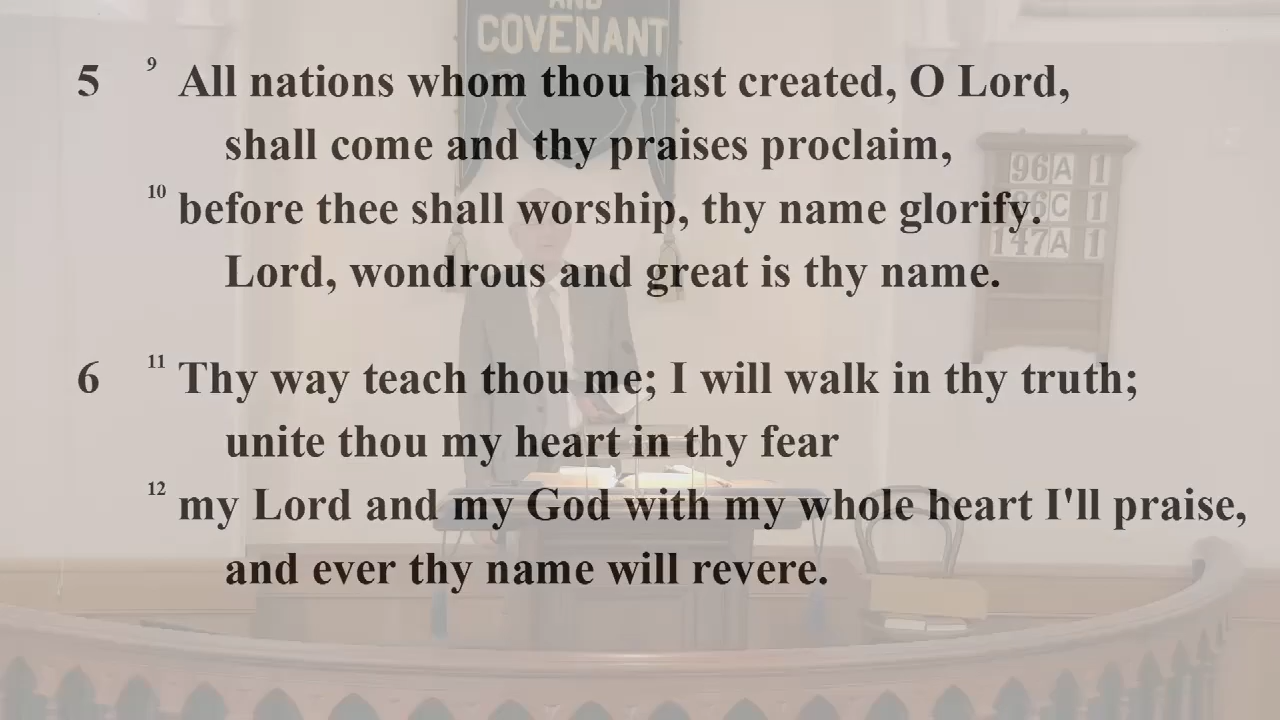 AND
COVENANT
5 9 All nations whom thou hast created, O Lord,
shall come and thy praises proclaim,
10 before thee shall worship, thy name glorify.
Lord, wondrous and great is thy name.
6 11 Thy way teach thou me; I will walk in thy truth;
unite thou my heart in thy fear
12 my Lord and my God with my whole heart I'll praise,
and ever thy name will revere.
96A 1
86C 1
147A 1